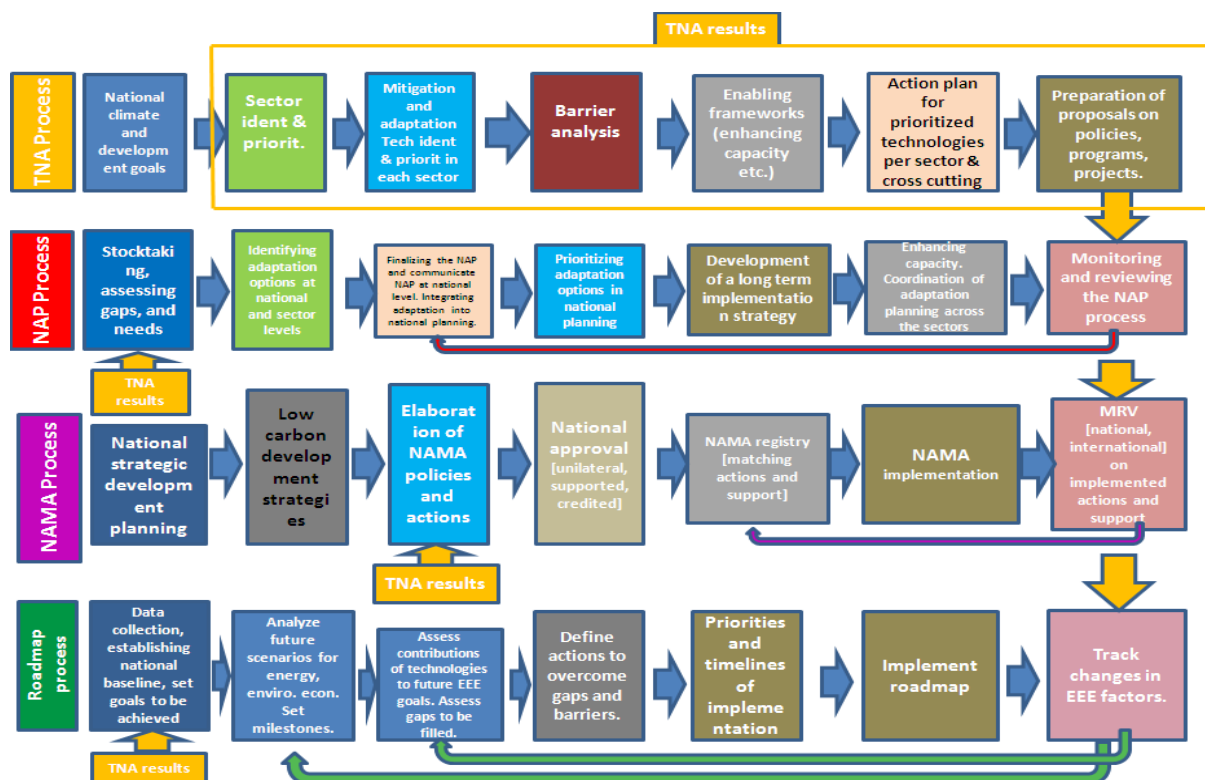 TNA results
TNA Process
National
climate
and
developm
ent goals
Sector
ident &
priorit.
Mitigation
and
adaptation
Tech ident
& priorit in
each sector
Barrier
analysis
Enabling
frameworks
(enhancing
capacity
etc.)
Action plan
for
prioritized
technologies
per sector &
cross cutting
Preparation of
proposals on
policies,
programs,
projects.
NAP Process
Stocktaki
ng,
assessing
gaps, and
needs
Identifying
adaptation
options at
national
and sector
levels
Finalizing the NAP
and communicate
NAP at national
level. Integrating
adaptation into
national planning.
Prioritizing
adaptation
options in
national
planning
Development
of a long term
implementatio
n strategy
Enhancing
capacity.
Coordination of
adaptation
planning across
the sectors
Monitoring
and reviewing
the NAP
process
TNA
results
NAMA Process
National
strategic
developm
ent
planning
Low
carbon
develop
ment
strategi
es
Elaborat
ion of
NAMA
policies
and
actions
National
approval
[unilateral,
supported,
credited]
NAMA registry
[matching
actions and
support]
NAMA
implementation
MRV
[national,
international]
on
implemented
actions and
support
TNA results
Roadmap
process
Data
collection,
establishing
national
baseline, set
goals to be
achieved
Analyze
future
scenarios for
energy,
enviro. econ.
Set
milestones.
Assess
contributions
of technologies
to future EEE
goals. Assess
gaps to be
filled.
Define
actions to
overcome
gaps and
barriers.
Priorities
and
timelines
of
impleme
ntation
Implement
roadmap
Track
changes in
EEE factors.
TNA results